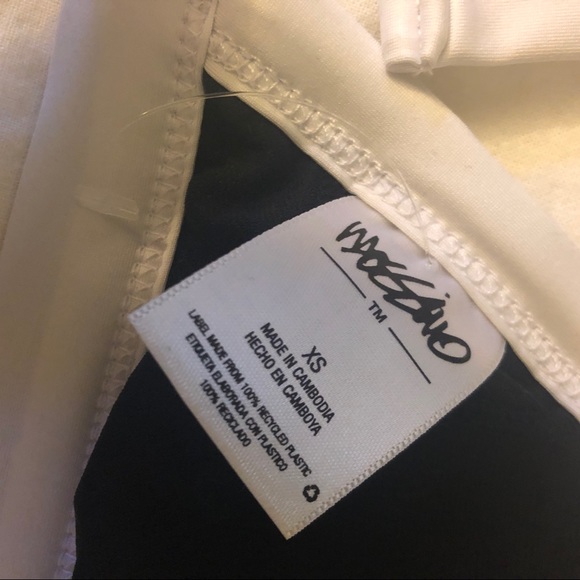 MOSSIMO
TM
XS
MADE IN CAMBODIA
HECHO EN CAMBOYA
LABEL MADE FROM 100% RECYCLED PLASTIC
ETIQUETA ELABORADA CON PLASTICO
100% RECICLADO